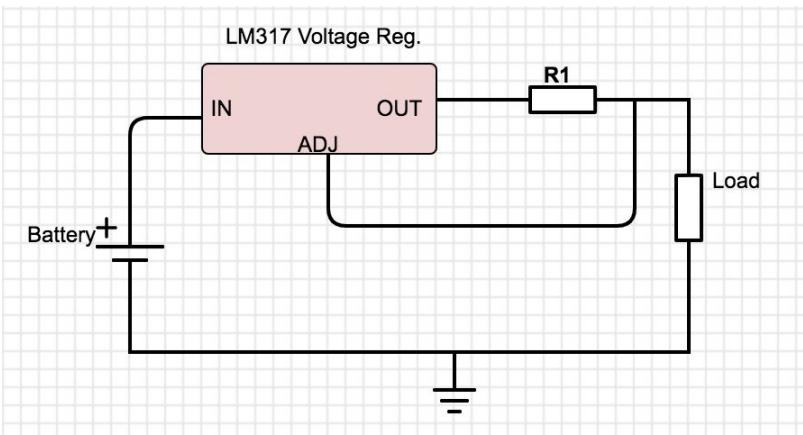 LM317 Voltage Reg.
R1
IN
OUT
ADJ
Load
Battery
+